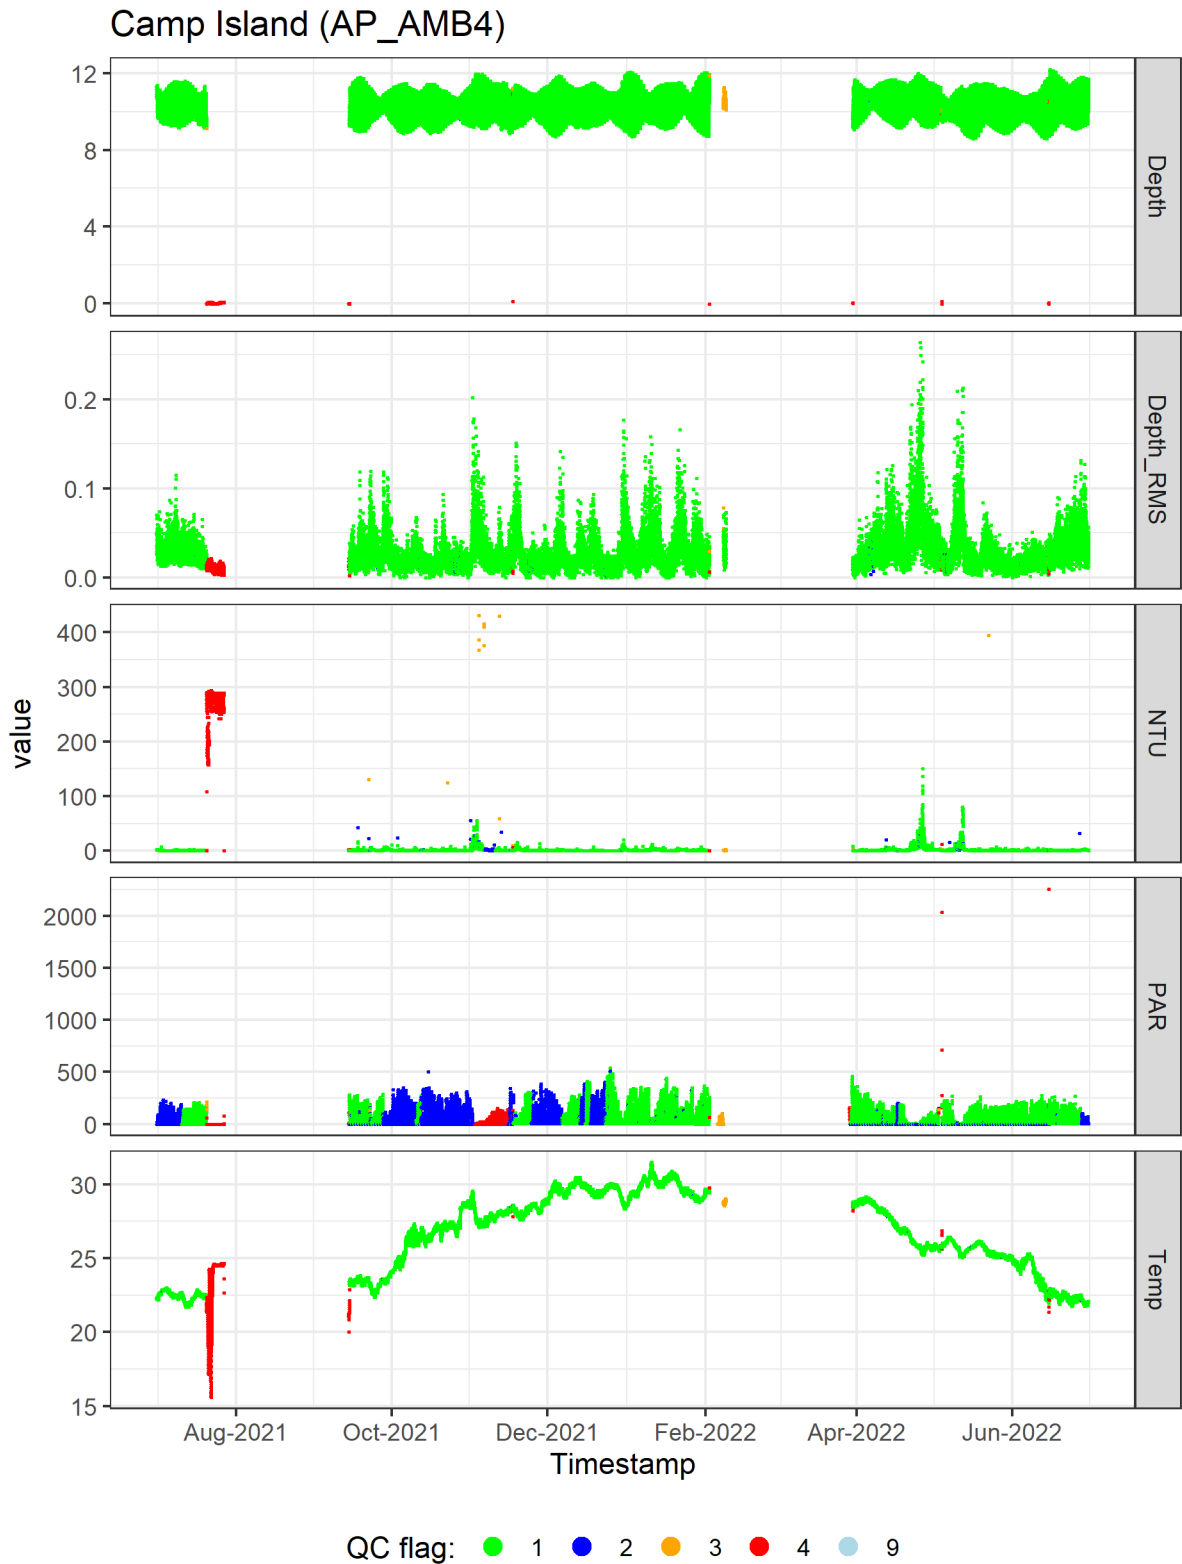 Camp Island (AP_AMB4)
12
8
4
0
Depth
0.2
0.1
0.0
Depth_RMS
400
300
200
100
0
NTU
value
2000
1500
1000
500
0
PAR
30
25
20
15
Temp
Aug-2021 Oct-2021 Dec-2021 Feb-2022 Apr-2022 Jun-2022
Timestamp
QC flag: 1 2 3 4 9